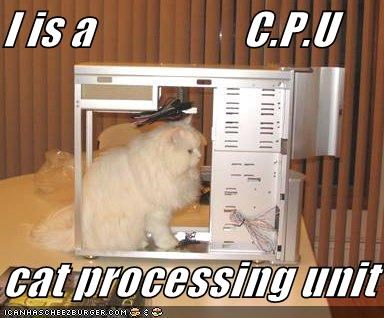 I is a C.P.U
cat processing unit
ICANHASCHEEZBURGER.COM